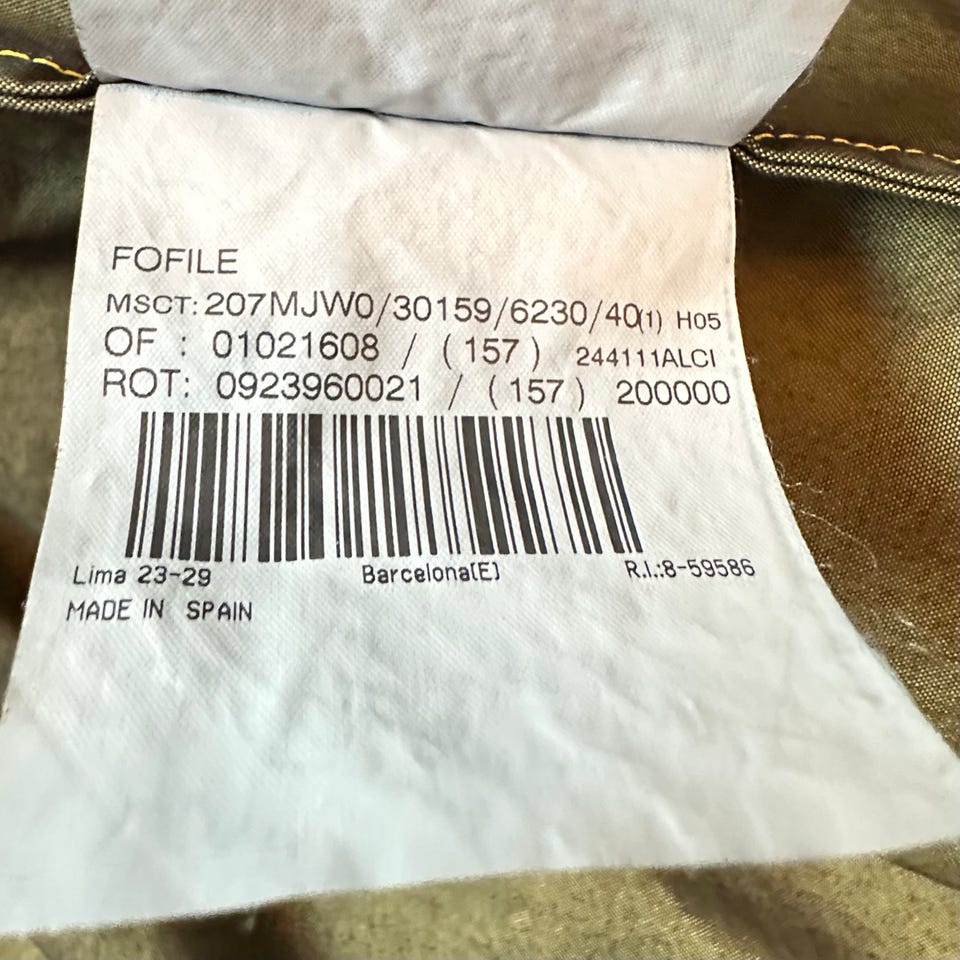 FOFILE
MSCT: 207MJW0/30159/6230/40(1) H05
OF : 01021608 / (157) 244111ALCI
ROT: 0923960021 / (157) 200000
Lima 23-29 Barcelona(E) R.I.:8-59586
MADE IN SPAIN